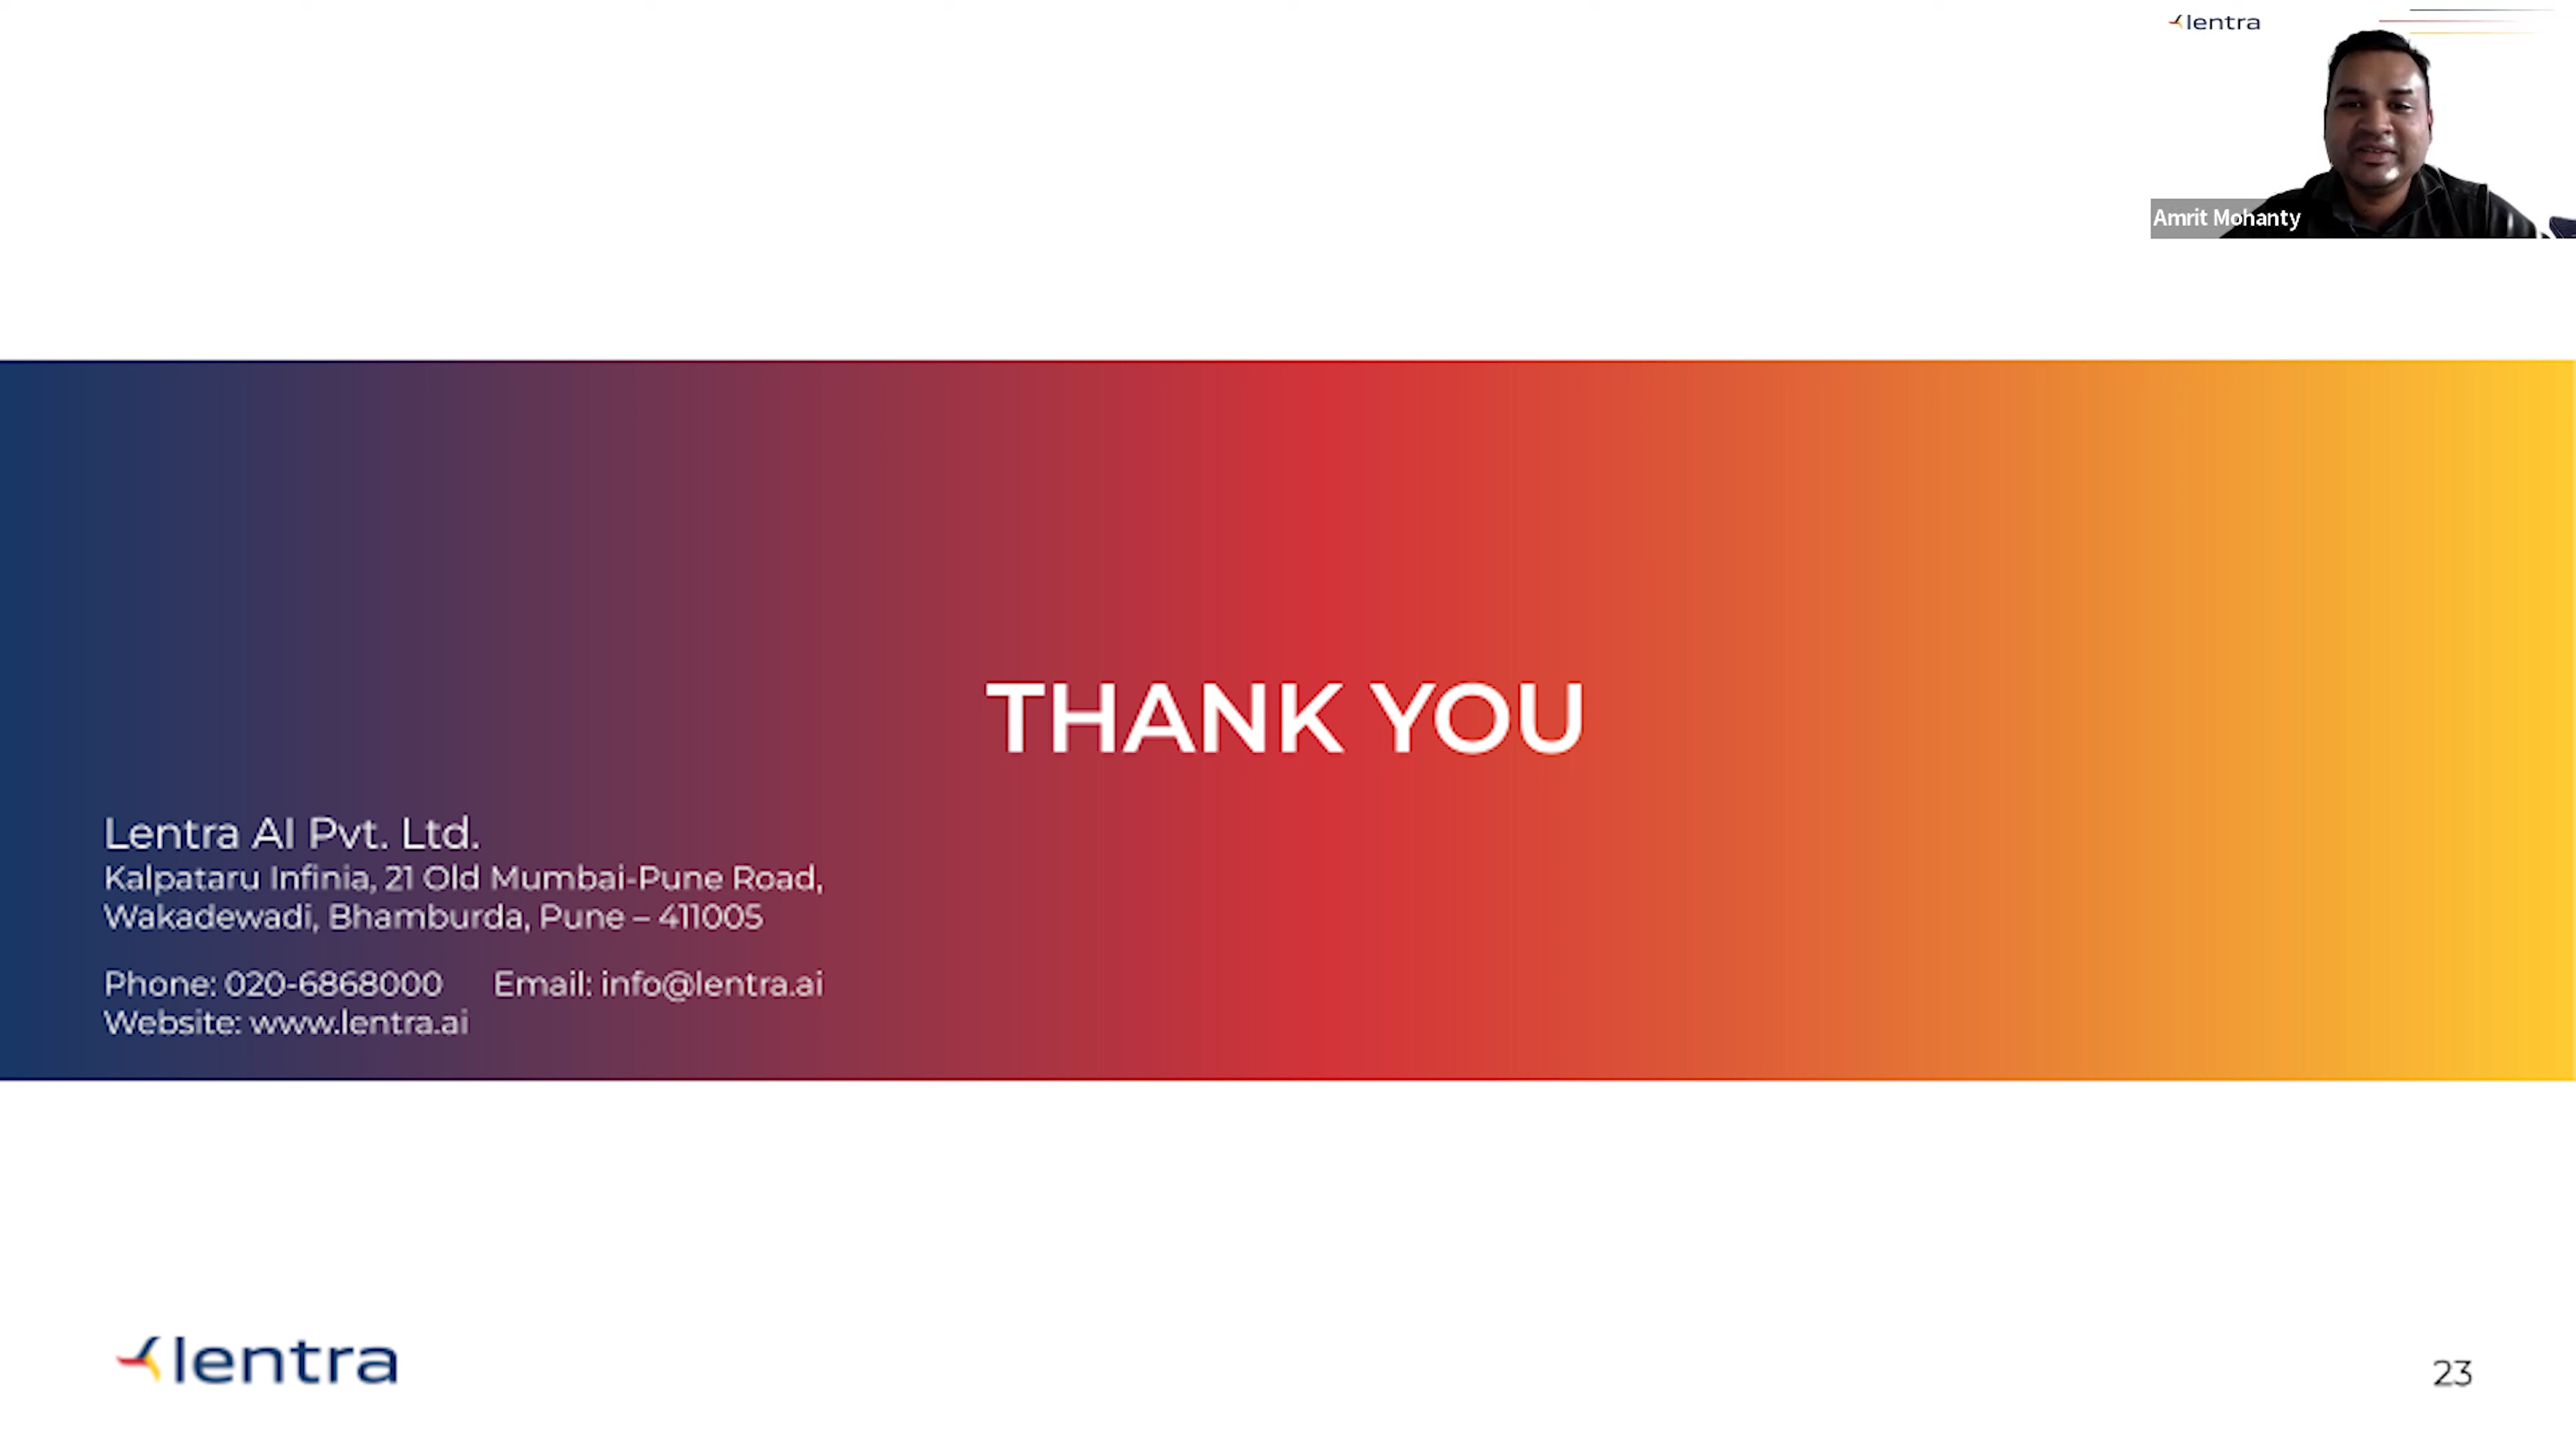 lentra
Amrit Mohanty
THANK YOU
Lentra AI Pvt. Ltd.
Kalpataru Infinia, 21 Old Mumbai-Pune Road,
Wakadewadi, Bhamburda, Pune – 411005
Phone: 020-6868000 Email: info@lentra.ai
Website: www.lentra.ai
lentra
23